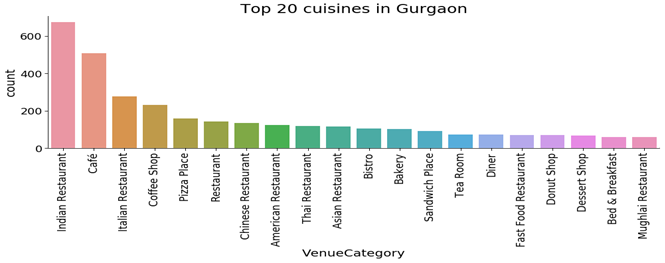 Top 20 cuisines in Gurgaon
count
600
400
200
0
Indian Restaurant
Café
Italian Restaurant
Coffee Shop
Pizza Place
Restaurant
Chinese Restaurant
American Restaurant
Thai Restaurant
Asian Restaurant
Bistro
Bakery
Sandwich Place
Tea Room
Diner
Fast Food Restaurant
Donut Shop
Dessert Shop
Bed & Breakfast
Mughlai Restaurant
VenueCategory